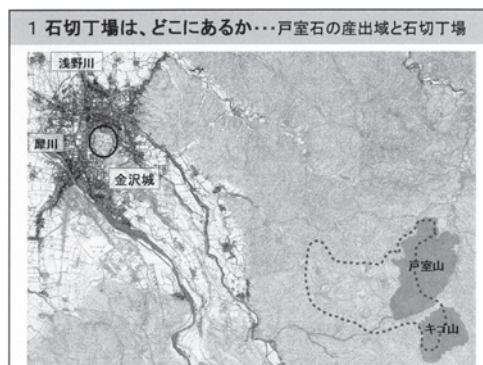 1 石切丁場は、どこにあるか･･･戸室石の産出域と石切丁場
浅野川
犀川
金沢城
戸室山
キゴ山